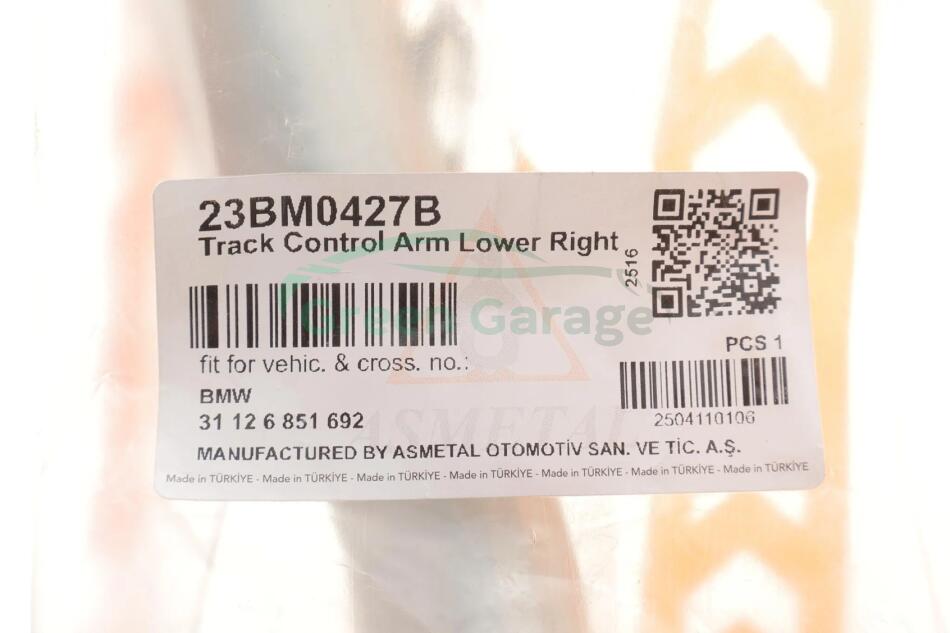 23BM0427B
Track Control Arm Lower Right
2516
Green Garage
fit for vehic. & cross. no.:
PCS 1
BMW
31 12 6 851 692
2504110106
ASMETAL
MANUFACTURED BY ASMETAL OTOMOTİV SAN. VE TİC. A.Ş.
Made in TÜRKİYE - Made in TÜRKİYE - Made in TÜRKİYE - Made in TÜRKİYE - Made in TÜRKİYE - Made in TÜRKİYE - Made in TÜRKİYE